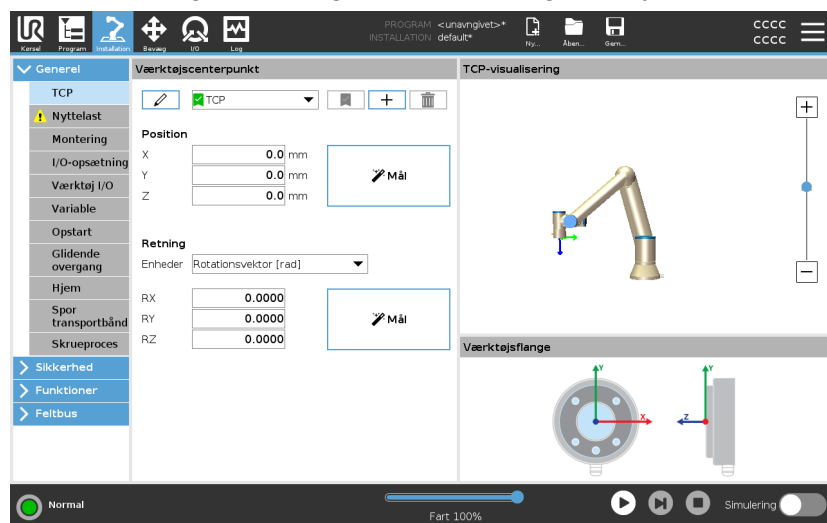 PROGRAM <unavngivet>*
INSTALLATION default*
UR
Kørsel
Program
Installation
Bevæg
I/O
Log
Ny...
Åben...
Gem...
CCCC
CCCC
Generel
TCP
Nyttelast
Montering
I/O-opsætning
Værktøj I/O
Variable
Opstart
Glidende
overgang
Hjem
Spor
transportbånd
Skrueproces
Sikkerhed
Funktioner
Feltbus
Værktøjscenterpunkt
TCP
Position
X 0.0 mm
Y 0.0 mm
Z 0.0 mm
Mål
Retning
Enheder Rotationsvektor [rad]
RX 0.0000
RY 0.0000
RZ 0.0000
Mål
TCP-visualisering
Værktøjsflange
Y
X
Y
Z
Normal
Fart 100%
Simulering